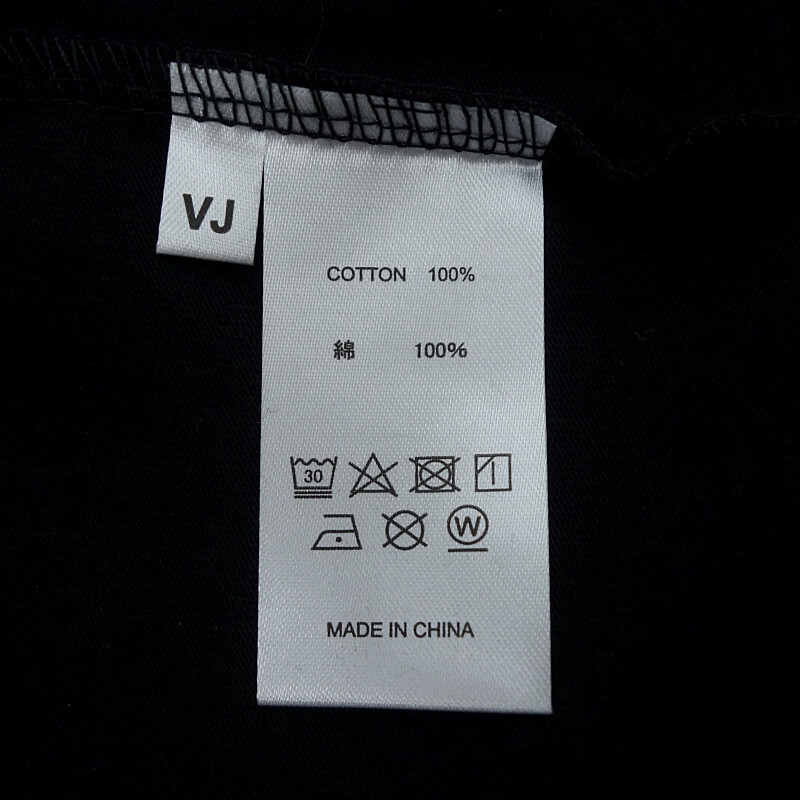 VJ
COTTON 100%
綿 100%
30
W
MADE IN CHINA